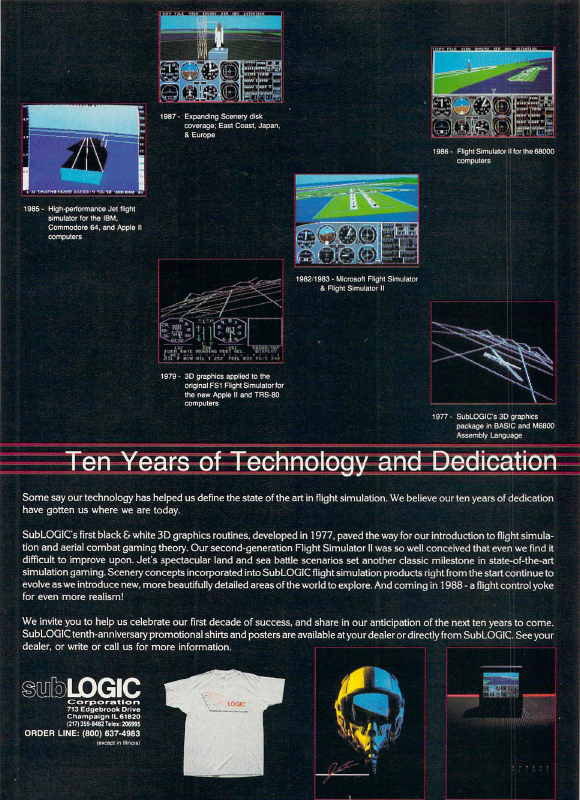 1987 - Expanding Scenery disk
coverage; East Coast, Japan,
& Europe
1986 - Flight Simulator II for the 68000
computers
1985 - High-performance Jet flight
simulator for the IBM,
Commodore 64, and Apple II
computers
1982/1983 - Microsoft Flight Simulator
& Flight Simulator II
1979 - 3D graphics applied to the
original FS1 Flight Simulator for
the new Apple II and TRS-80
computers
1977 - SubLOGIC's 3D graphics
package in BASIC and M6800
Assembly Language
Ten Years of Technology and Dedication
Some say our technology has helped us define the state of the art in flight simulation. We believe our ten years of dedication
have gotten us where we are today.
SubLOGIC's first black & white 3D graphics routines, developed in 1977, paved the way for our introduction to flight simula-
tion and aerial combat gaming theory. Our second-generation Flight Simulator II was so well conceived that even we find it
difficult to improve upon. Jet's spectacular land and sea battle scenarios set another classic milestone in state-of-the-art
simulation gaming. Scenery concepts incorporated into SubLOGIC flight simulation products right from the start continue to
evolve as we introduce new, more beautifully detailed areas of the world to explore. And coming in 1988 - a flight control yoke
for even more realism!
We invite you to help us celebrate our first decade of success, and share in our anticipation of the next ten years to come.
SubLOGIC tenth-anniversary promotional shirts and posters are available at your dealer or directly from SubLOGIC. See your
dealer, or write or call us for more information.
subLOGIC
Corporation
713 Edgebrook Drive
Champaign IL 61820
(217) 359-8482 Telex: 206995
ORDER LINE: (800) 637-4983
(except in Illinois)
LOGIC
Jet